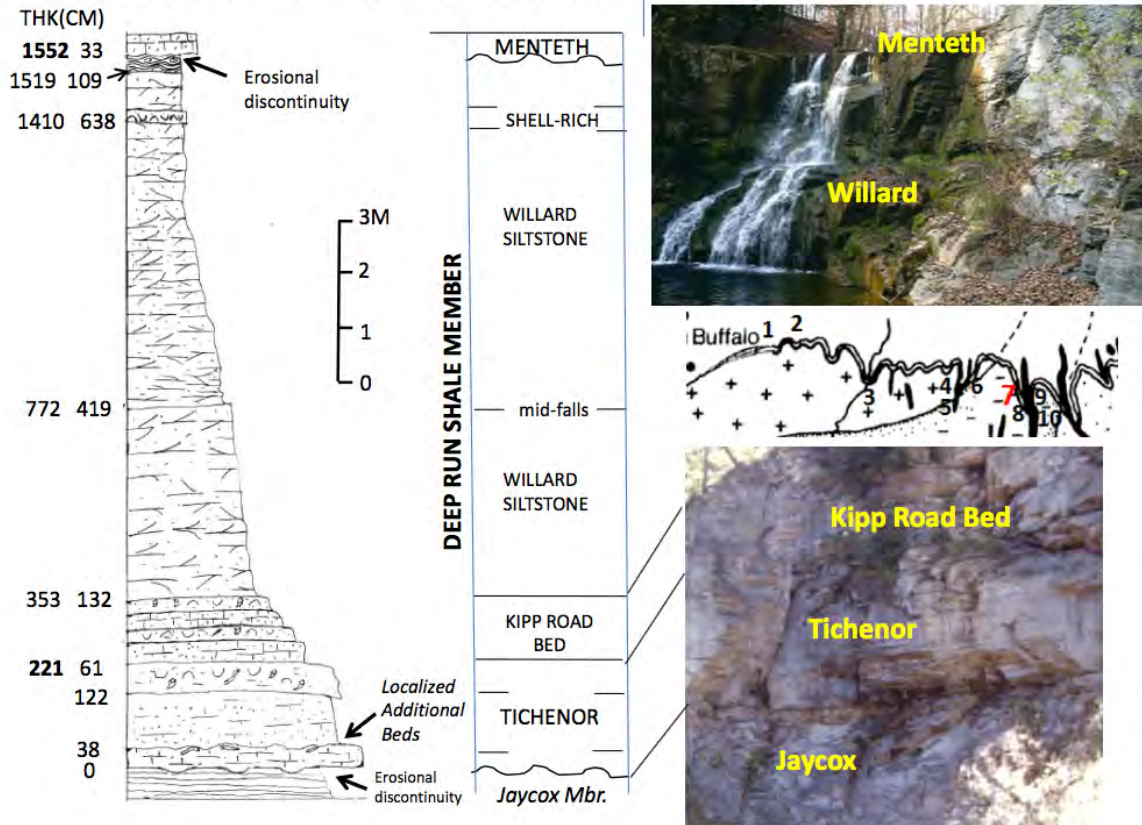 THK(CM)
1552 33
1519 109
1410 638
772 419
353 132
221 61
122
38
0
Erosional
discontinuity
Localized
Additional
Beds
Erosional
discontinuity
3M
2
1
0
DEEP RUN SHALE MEMBER
MENTETH
SHELL-RICH
WILLARD
SILTSTONE
mid-falls
WILLARD
SILTSTONE
KIPP ROAD
BED
TICHENOR
Jaycox Mbr.
Menteth
Willard
Buffalo 1 2
3 4 5 6 7 8 9 10
Kipp Road Bed
Tichenor
Jaycox